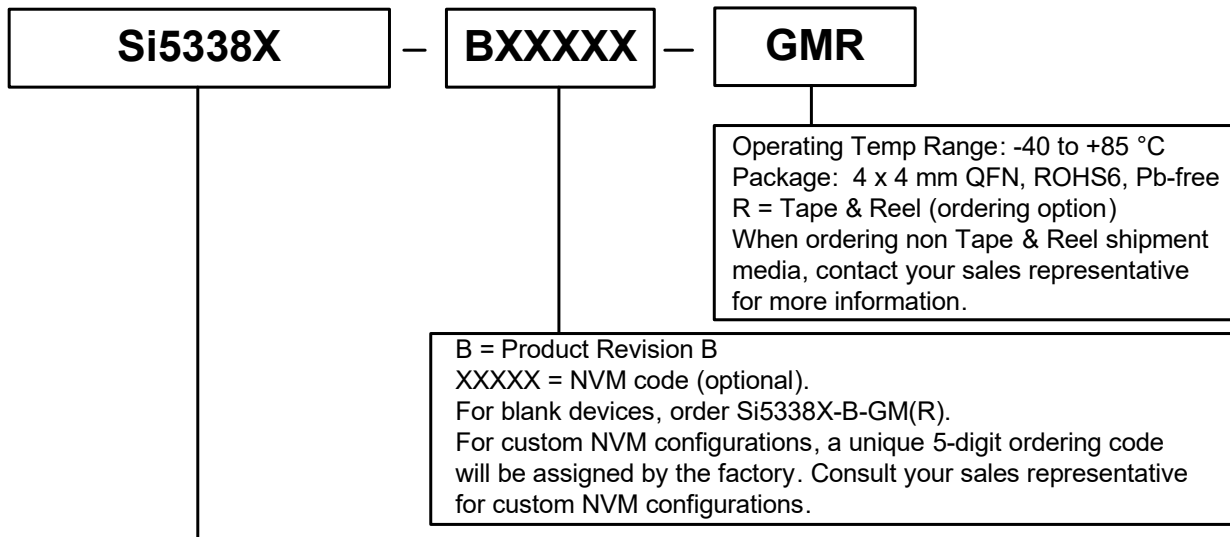 Si5338X – BXXXXX – GMR
Operating Temp Range: -40 to +85 °C
Package:  4 x 4 mm QFN, ROHS6, Pb-free
R = Tape & Reel (ordering option)
When ordering non Tape & Reel shipment
media, contact your sales representative
for more information.
B = Product Revision B
XXXXX = NVM code (optional).
For blank devices, order Si5338X-B-GM(R).
For custom NVM configurations, a unique 5-digit ordering code
will be assigned by the factory. Consult your sales representative
for custom NVM configurations.